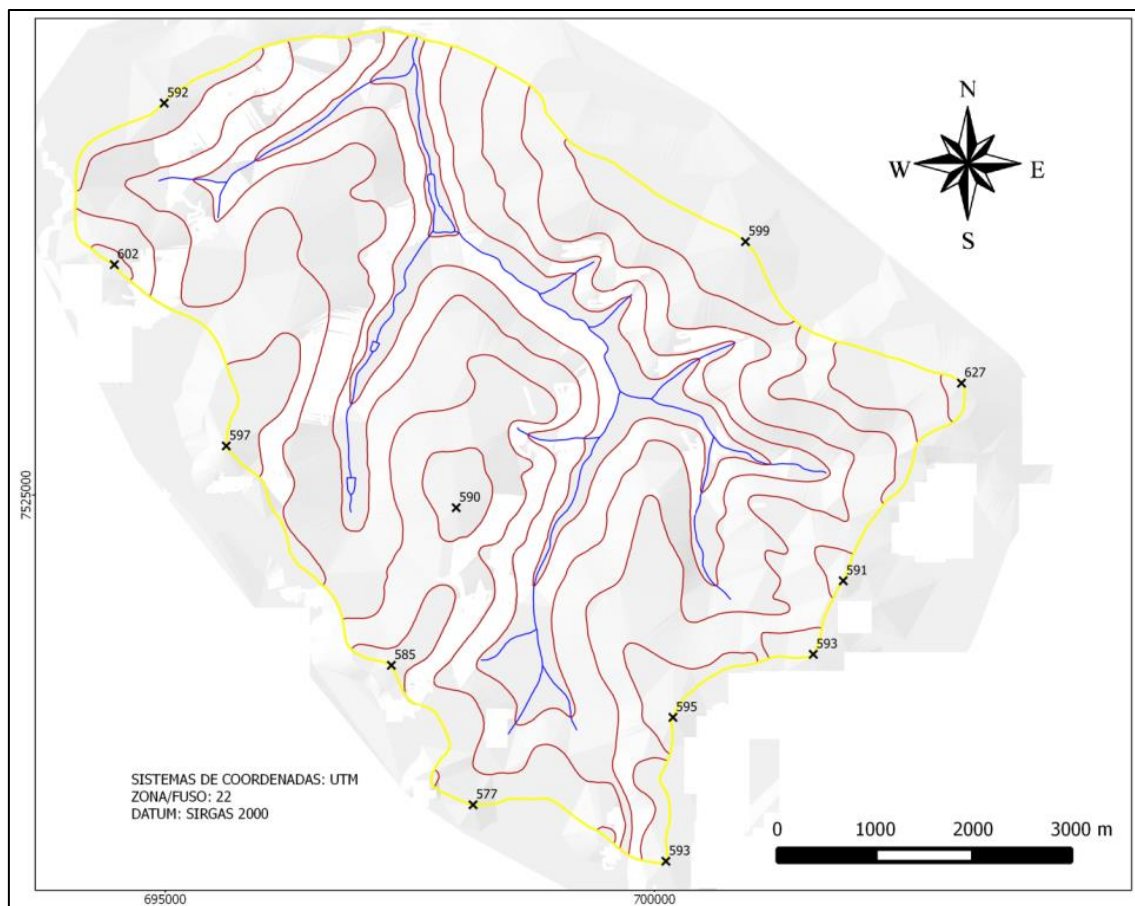 592
N
W
E
S
599
602
627
597
7525000
590
591
585
593
595
SISTEMAS DE COORDENADAS: UTM
ZONA/FUSO: 22
DATUM: SIRGAS 2000
577
0 1000 2000 3000 m
593
695000 700000